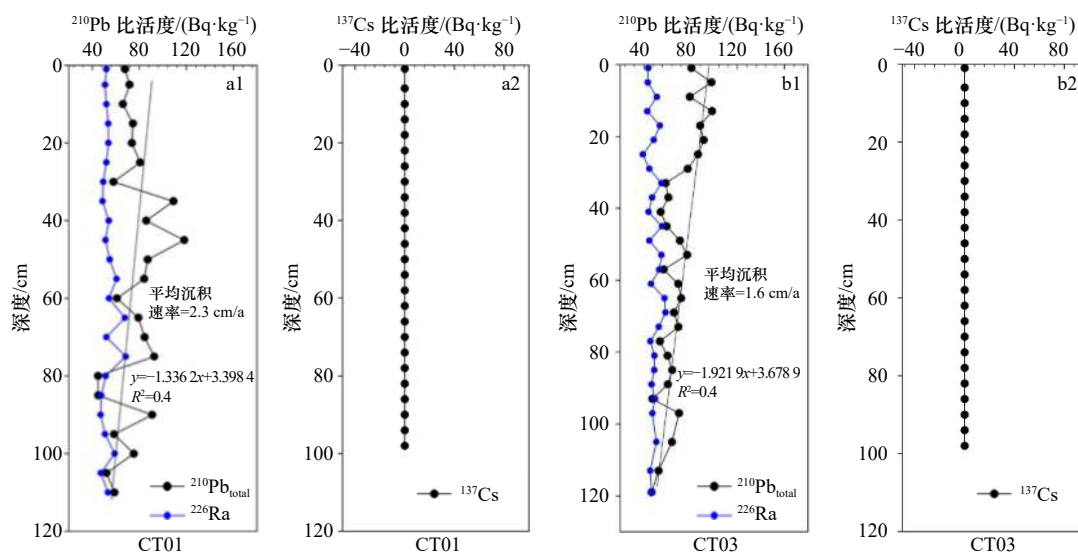 ²¹⁰Pb 比活度/(Bq·kg⁻¹)
40 80 120 160
0
20
40
60
80
100
120
深度/cm
a1
平均沉积
速率=2.3 cm/a
y=−1.336 2x+3.398 4
R²=0.4
²¹⁰Pb_total
²²⁶Ra
CT01
¹³⁷Cs 比活度/(Bq·kg⁻¹)
−40 0 40 80
0
20
40
60
80
100
120
深度/cm
a2
¹³⁷Cs
CT01
²¹⁰Pb 比活度/(Bq·kg⁻¹)
40 80 120 160
0
20
40
60
80
100
120
深度/cm
b1
平均沉积
速率=1.6 cm/a
y=−1.921 9x+3.678 9
R²=0.4
²¹⁰Pb_total
²²⁶Ra
CT03
¹³⁷Cs 比活度/(Bq·kg⁻¹)
−40 0 40 80
0
20
40
60
80
100
120
深度/cm
b2
¹³⁷Cs
CT03